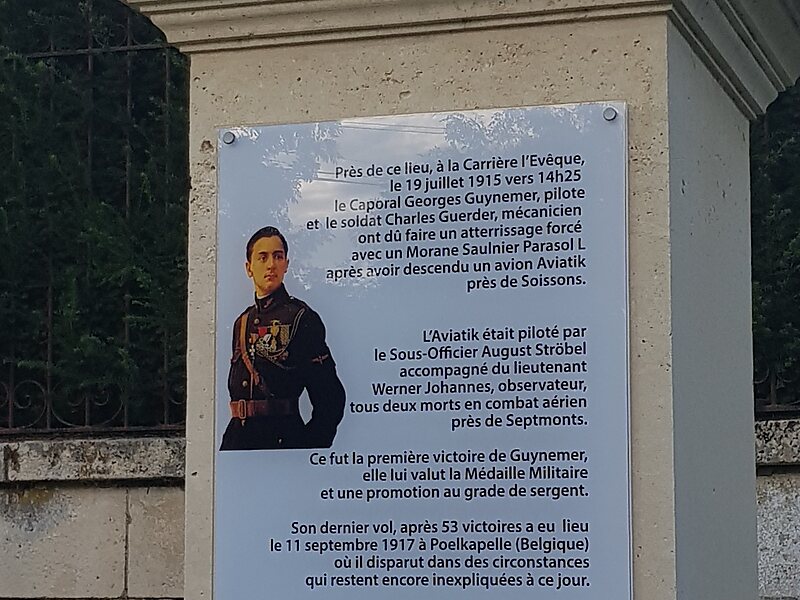 Près de ce lieu, à la Carrière l'Evêque,
le 19 juillet 1915 vers 14h25
le Caporal Georges Guynemer, pilote
et le soldat Charles Guerder, mécanicien
ont dû faire un atterrissage forcé
avec un Morane Saulnier Parasol L
après avoir descendu un avion Aviatik
près de Soissons.
L'Aviatik était piloté par
le Sous-Officier August Ströbel
accompagné du lieutenant
Werner Johannes, observateur,
tous deux morts en combat aérien
près de Septmonts.
Ce fut la première victoire de Guynemer,
elle lui valut la Médaille Militaire
et une promotion au grade de sergent.
Son dernier vol, après 53 victoires a eu lieu
le 11 septembre 1917 à Poelkapelle (Belgique)
où il disparut dans des circonstances
qui restent encore inexpliquées à ce jour.